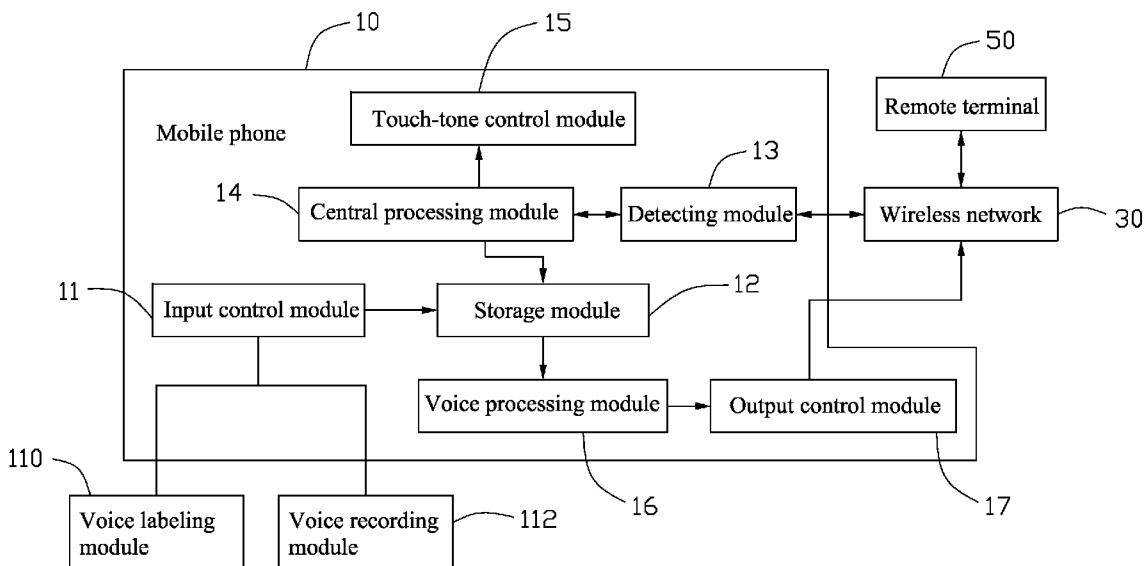 10
15
50
Touch-tone control module
Remote terminal
Mobile phone
13
14
Central processing module
Detecting module
Wireless network
30
11
12
Input control module
Storage module
Voice processing module
Output control module
110
16
17
Voice labeling
module
Voice recording
module
112